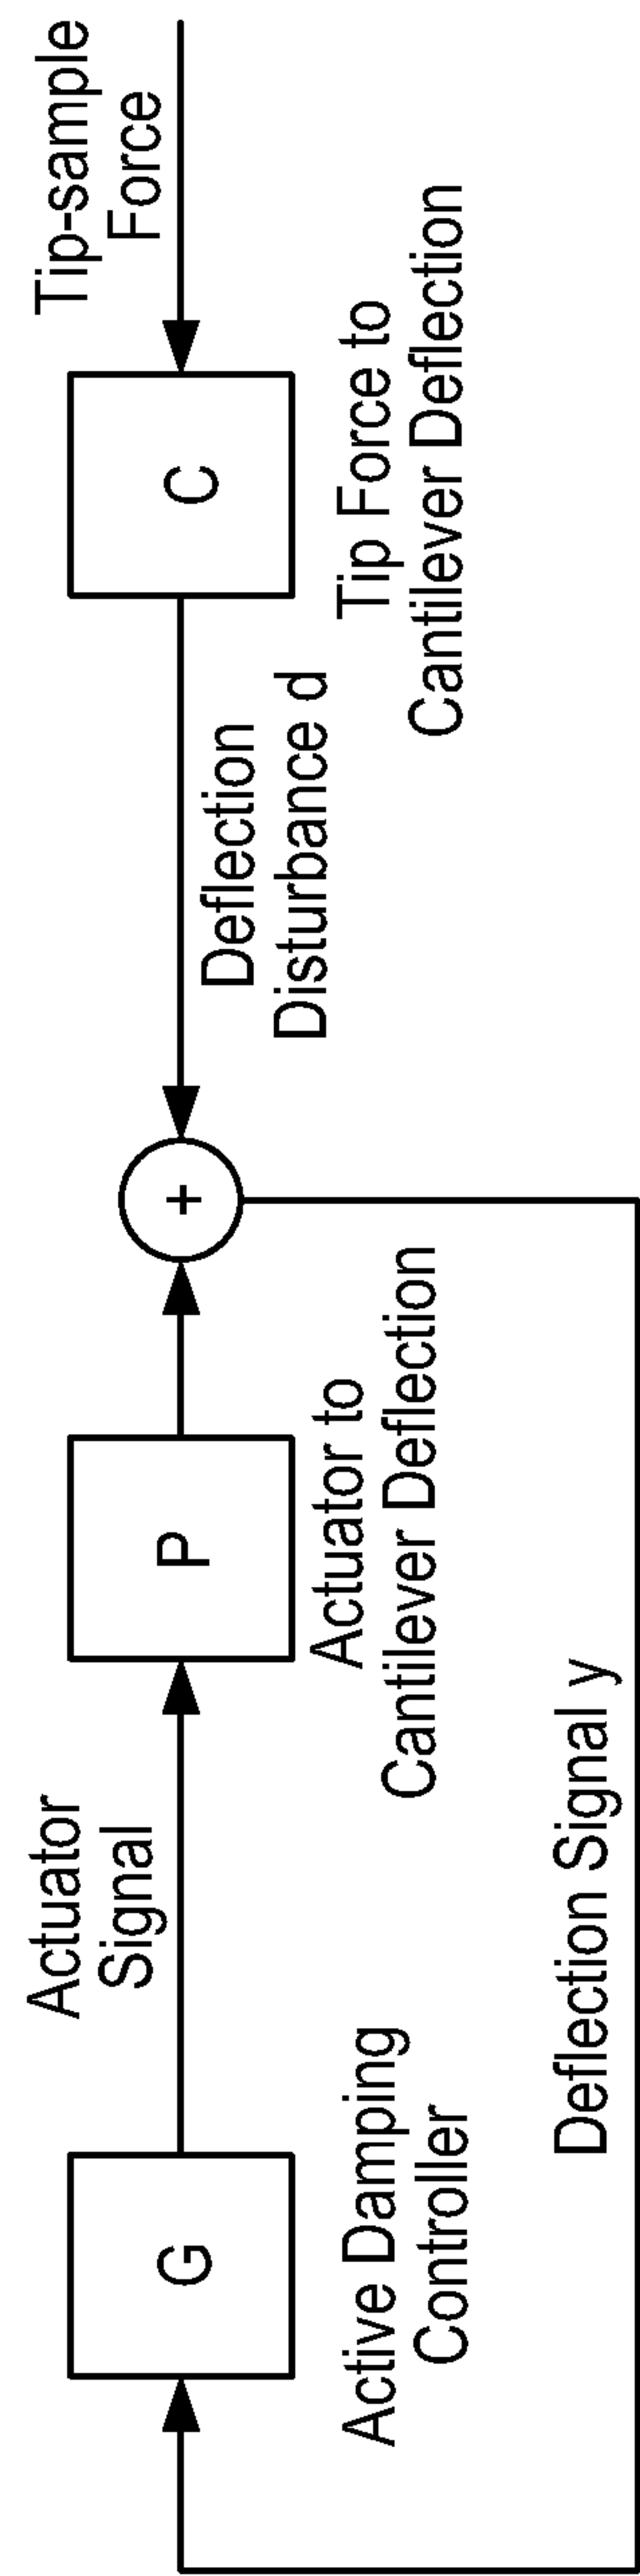 Actuator
Signal
Tip-sample
Force
G
P
+
C
Active Damping
Controller
Actuator to
Cantilever Deflection
Deflection
Disturbance d
Tip Force to
Cantilever Deflection
Deflection Signal y